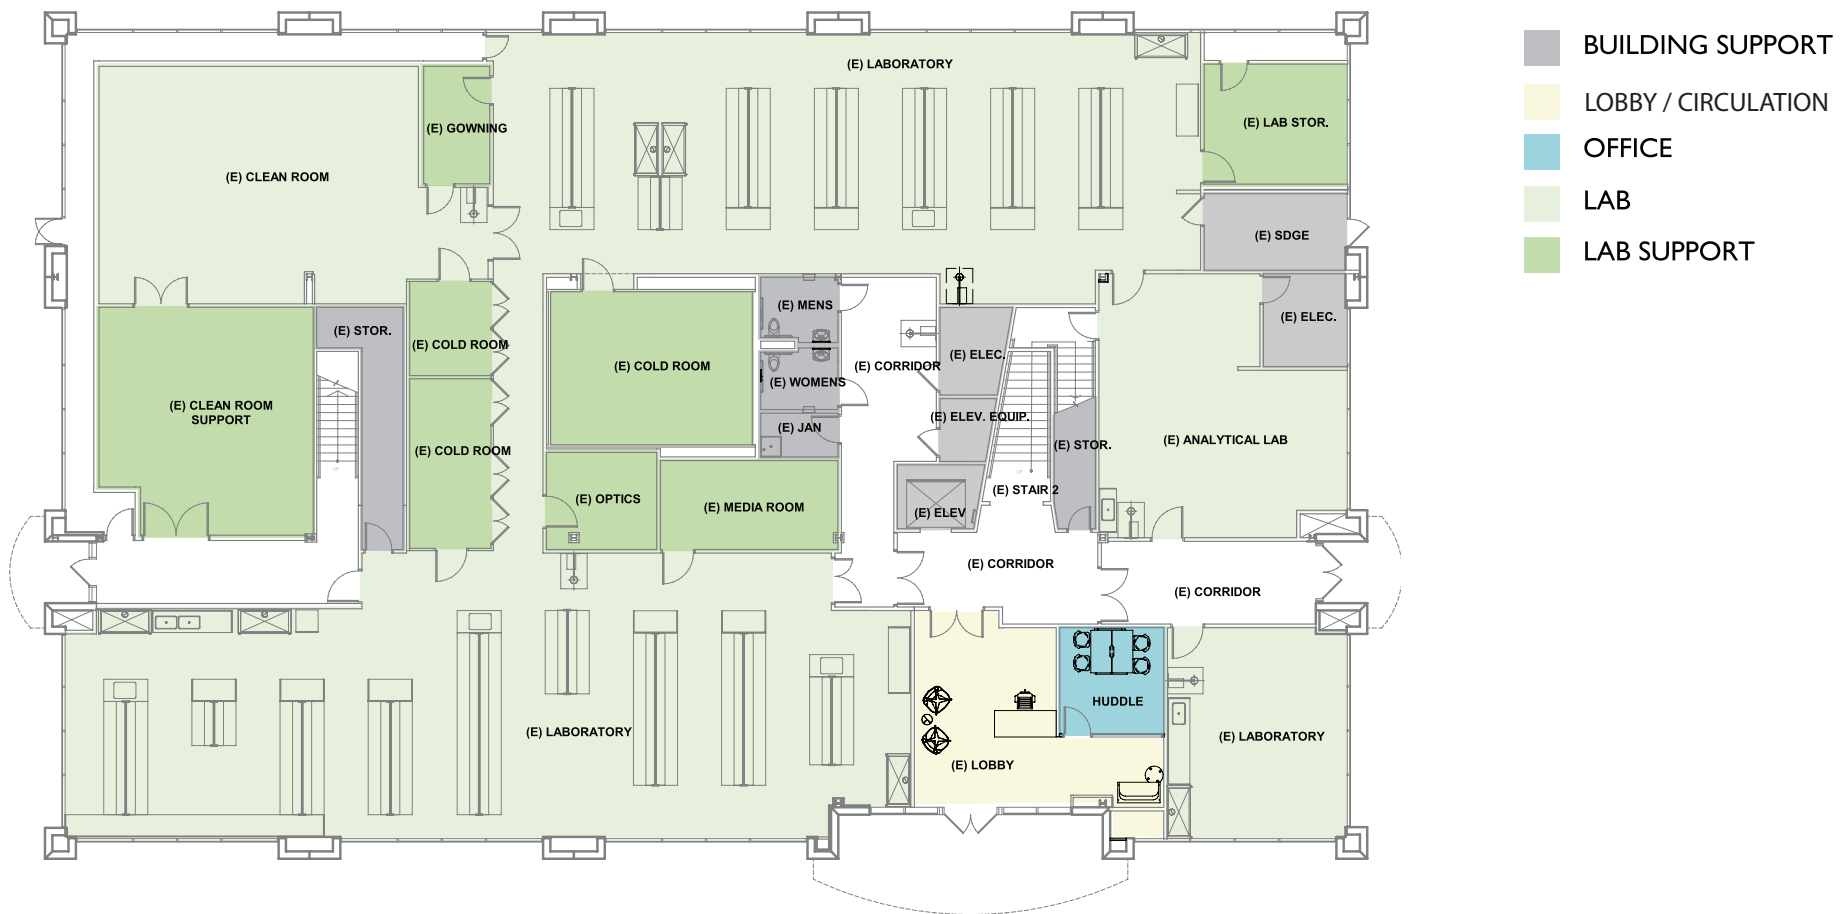 BUILDING SUPPORT
LOBBY / CIRCULATION
OFFICE
LAB
LAB SUPPORT
(E) LABORATORY
(E) GOWNING
(E) LAB STOR.
(E) CLEAN ROOM
(E) SDGE
(E) MENS
(E) ELEC.
(E) STOR.
(E) COLD ROOM
(E) COLD ROOM
(E) CORRIDOR
(E) ELEC.
(E) WOMENS
(E) CLEAN ROOM
SUPPORT
(E) ELEV. EQUIP.
(E) JAN
(E) ANALYTICAL LAB
(E) STOR.
(E) COLD ROOM
(E) STAIR 2
(E) OPTICS
(E) MEDIA ROOM
(E) ELEV
(E) CORRIDOR
(E) CORRIDOR
HUDDLE
(E) LABORATORY
(E) LABORATORY
(E) LOBBY
UP
UP